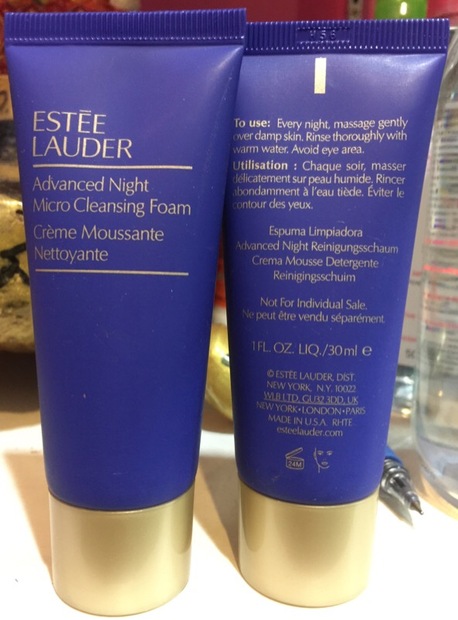 ESTĒE
LAUDER
Advanced Night
Micro Cleansing Foam
Crème Moussante
Nettoyante
To use: Every night, massage gently
over damp skin. Rinse thoroughly with
warm water. Avoid eye area.
Utilisation : Chaque soir, masser
délicatement sur peau humide. Rincer
abondamment à l'eau tiède. Éviter le
contour des yeux.
Espuma Limpiadora
Advanced Night Reinigungsschaum
Crema Mousse Detergente
Reinigingsschuim
Not For Individual Sale.
Ne peut être vendu séparément.
1 FL. OZ. LIQ./30 ml ℮
© ESTĒE LAUDER, DIST.
NEW YORK, N.Y. 10022
WLB LTD. GU32 3DD, UK
NEW YORK•LONDON•PARIS
MADE IN U.S.A. RHTE
esteelauder.com
24M